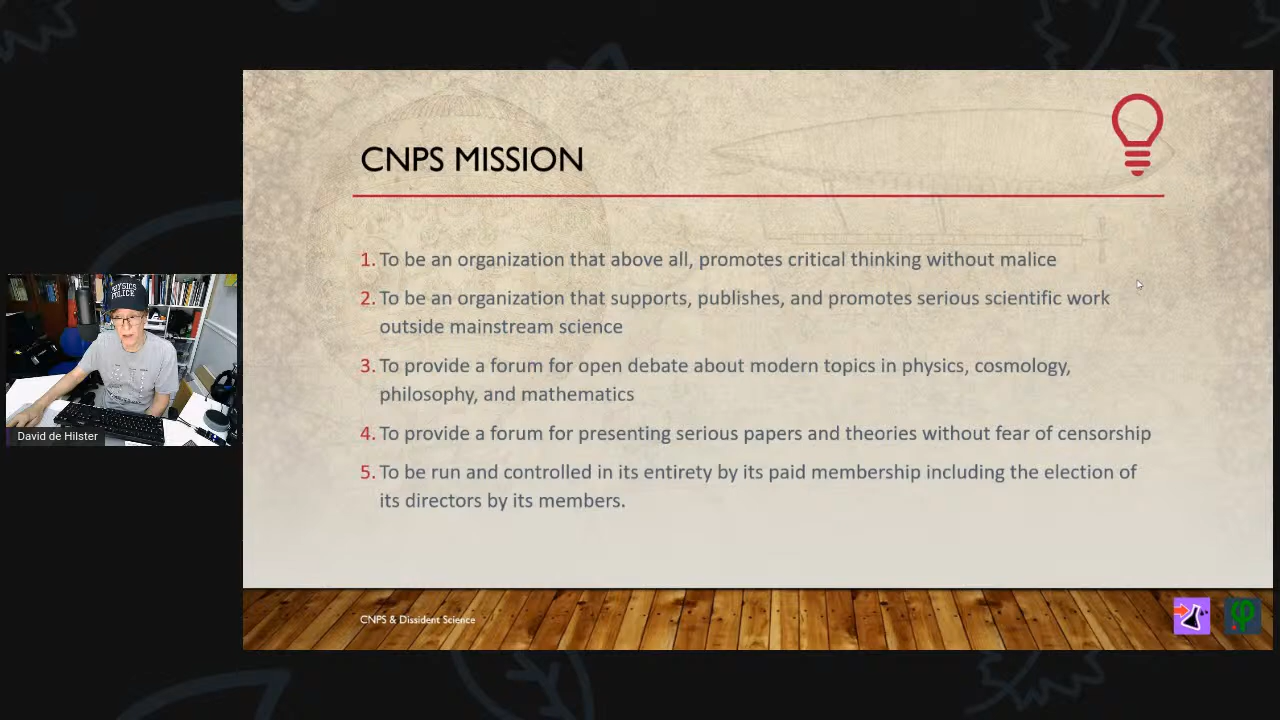 CNPS MISSION
1. To be an organization that above all, promotes critical thinking without malice
2. To be an organization that supports, publishes, and promotes serious scientific work
outside mainstream science
3. To provide a forum for open debate about modern topics in physics, cosmology,
philosophy, and mathematics
4. To provide a forum for presenting serious papers and theories without fear of censorship
5. To be run and controlled in its entirety by its paid membership including the election of
its directors by its members.
PHYSICS
POLICE
David de Hilster
CNPS & Dissident Science